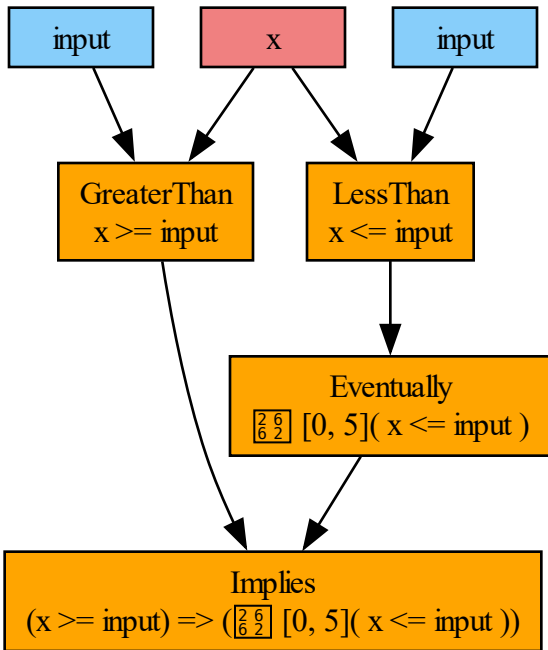 input
x
input
GreaterThan
x >= input
LessThan
x <= input
Eventually
♢ [0, 5]( x <= input )
Implies
(x >= input) => (♢ [0, 5]( x <= input ))